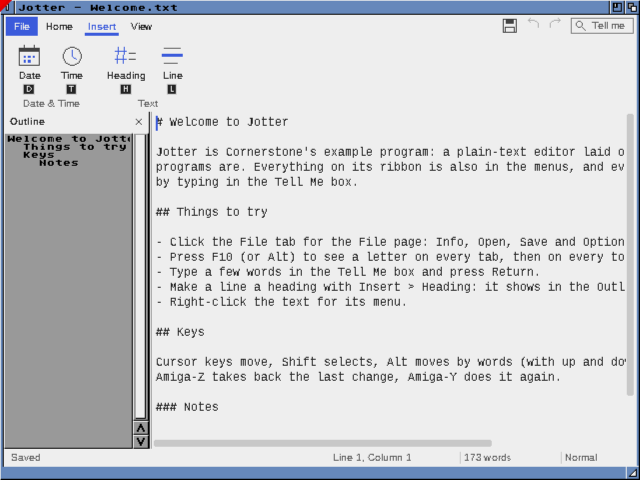 Jotter - Welcome.txt
File Home Insert View Tell me
Date Time Heading Line
D T H L
Date & Time Text
Outline ×
Welcome to Jott
Things to try
Keys
Notes
# Welcome to Jotter
Jotter is Cornerstone's example program: a plain-text editor laid o
programs are. Everything on its ribbon is also in the menus, and ev
by typing in the Tell Me box.
## Things to try
- Click the File tab for the File page: Info, Open, Save and Option
- Press F10 (or Alt) to see a letter on every tab, then on every to
- Type a few words in the Tell Me box and press Return.
- Make a line a heading with Insert > Heading: it shows in the Outl
- Right-click the text for its menu.
## Keys
Cursor keys move, Shift selects, Alt moves by words (with up and do
Amiga-Z takes back the last change, Amiga-Y does it again.
### Notes
Saved Line 1, Column 1 173 words Normal